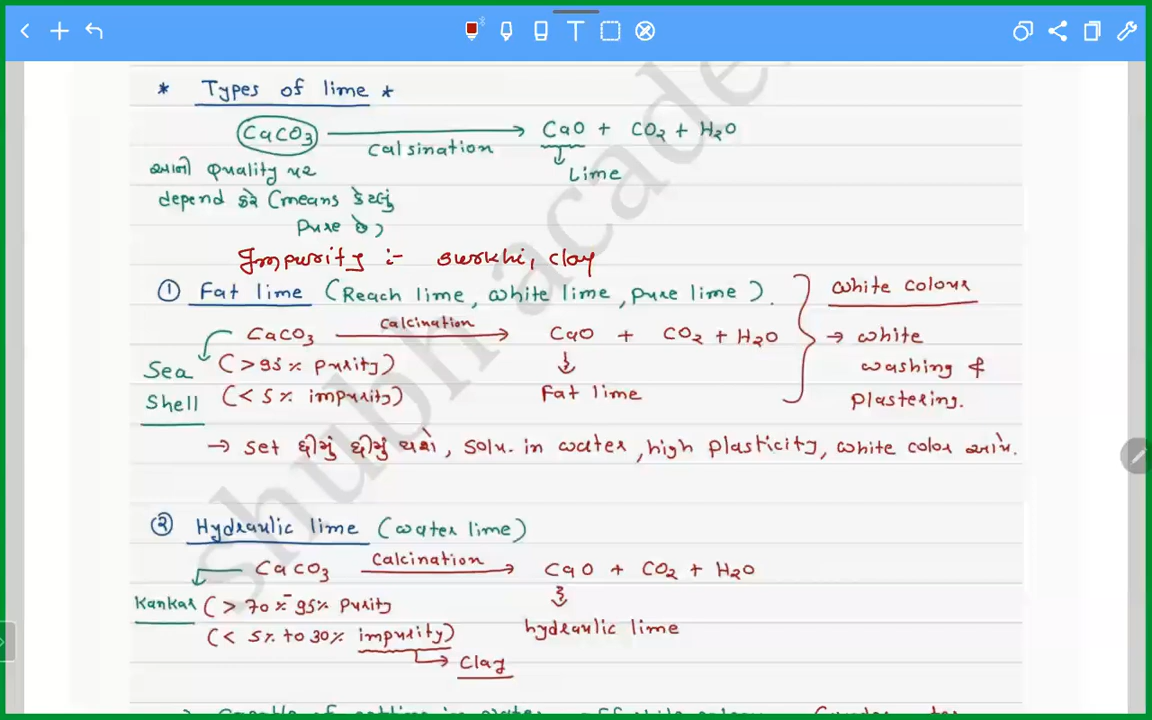 * Types of lime *
CaCO3 → CaO + CO2 + H2O
Calsination
Lime
આની quality પર
depend કરે (means કેટલું
Pure છે)
Impurity :- surkhi, clay
① Fat lime (Reach lime, white lime, pure lime).
White colour
CaCO3 calcination → CaO + CO2 + H2O
→ white
washing &
plastering.
Sea
Shell
(> 95% purity)
(< 5% impurity)
Fat lime
→ Set ધીમું ધીમું થશે, solu. in water, high plasticity, white color આપે.
② Hydraulic lime (water lime)
CaCO3 Calcination → CaO + CO2 + H2O
Kankar (> 70%-95% Purity
(< 5% to 30% impurity)
hydraulic lime
→ Clay
shubh academy